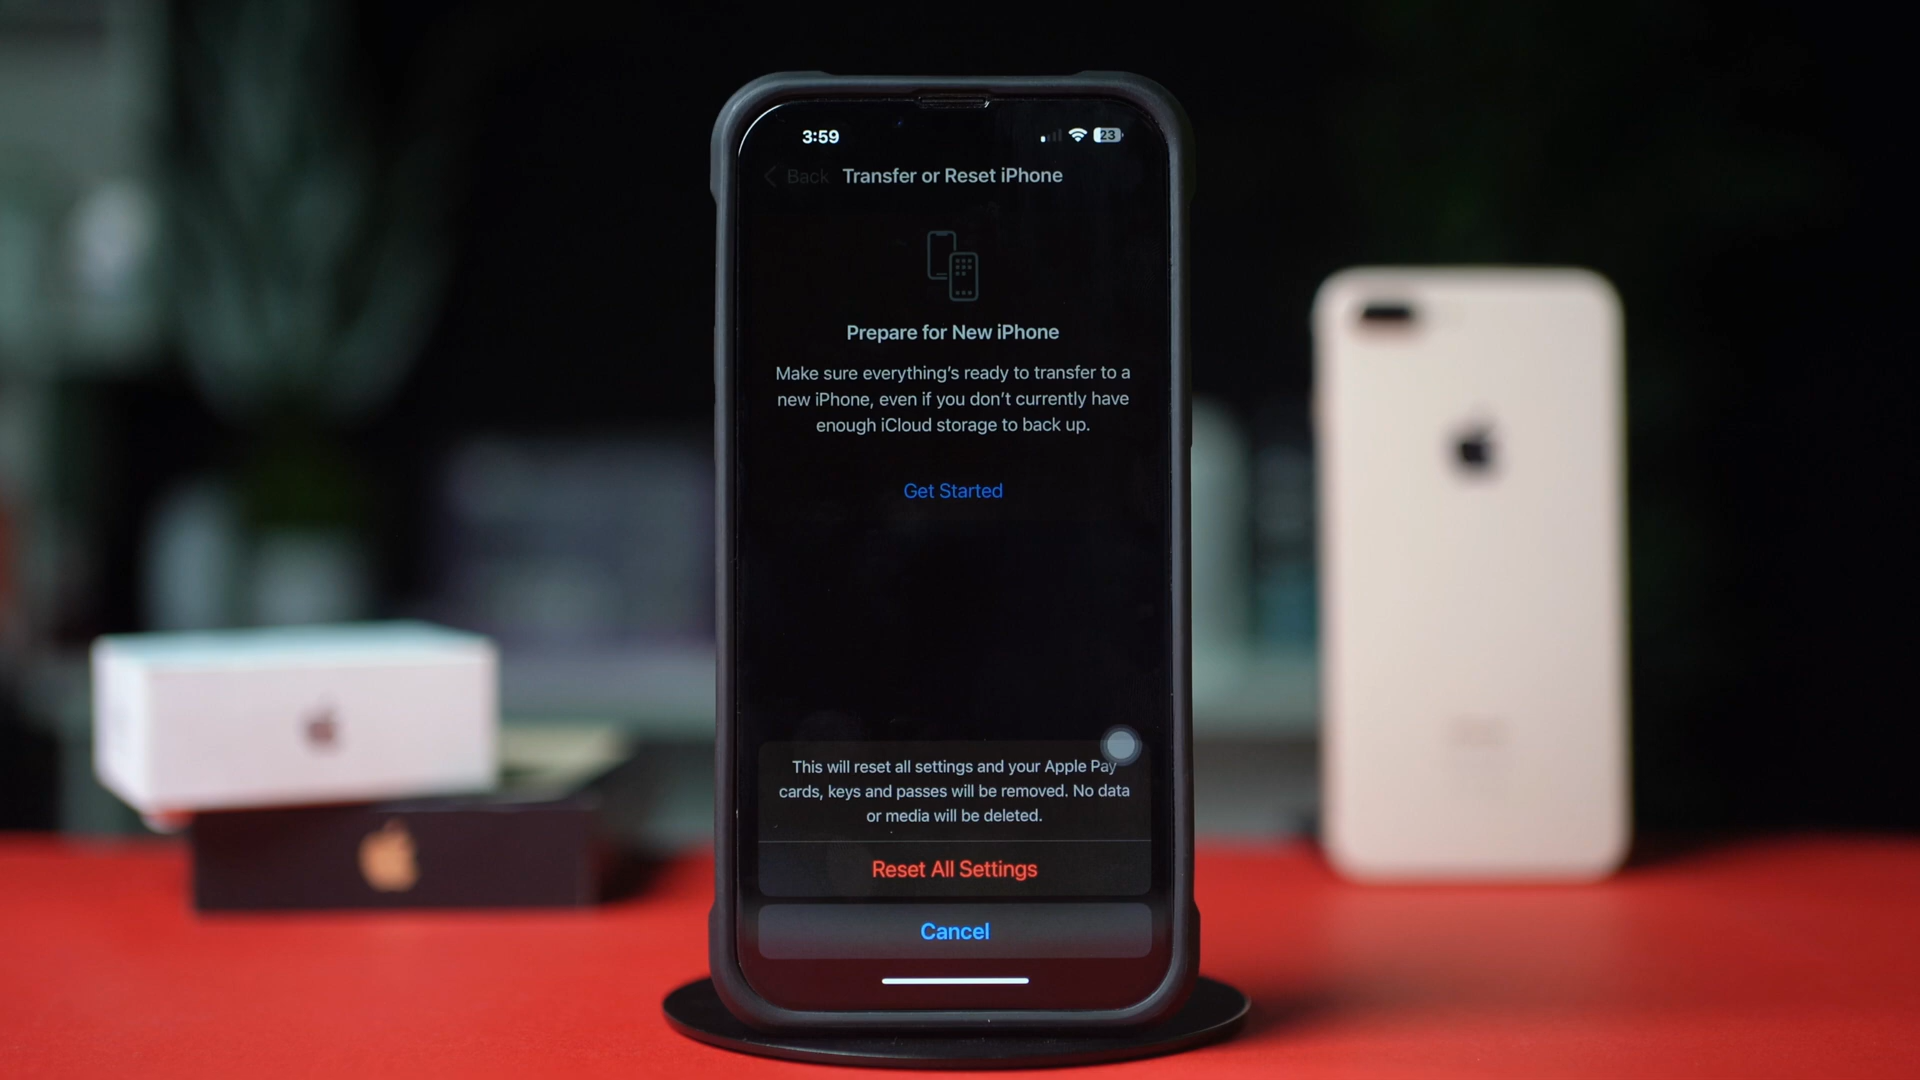 3:59
23
Back
Transfer or Reset iPhone
Prepare for New iPhone
Make sure everything's ready to transfer to a
new iPhone, even if you don't currently have
enough iCloud storage to back up.
Get Started
This will reset all settings and your Apple Pay
cards, keys and passes will be removed. No data
or media will be deleted.
Reset All Settings
Cancel